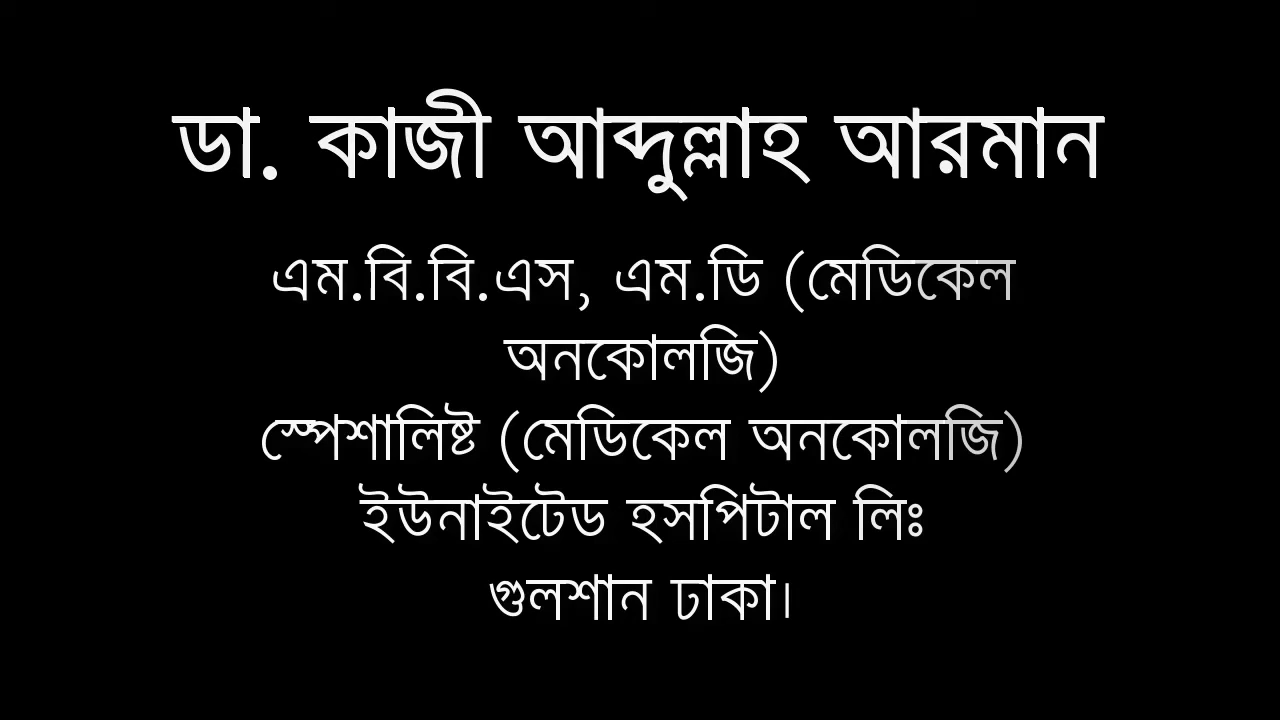 ডা. কাজী আব্দুল্লাহ আরমান
এম.বি.বি.এস, এম.ডি (মেডিকেল
অনকোলজি)
স্পেশালিষ্ট (মেডিকেল অনকোলজি)
ইউনাইটেড হসপিটাল লিঃ
গুলশান ঢাকা।